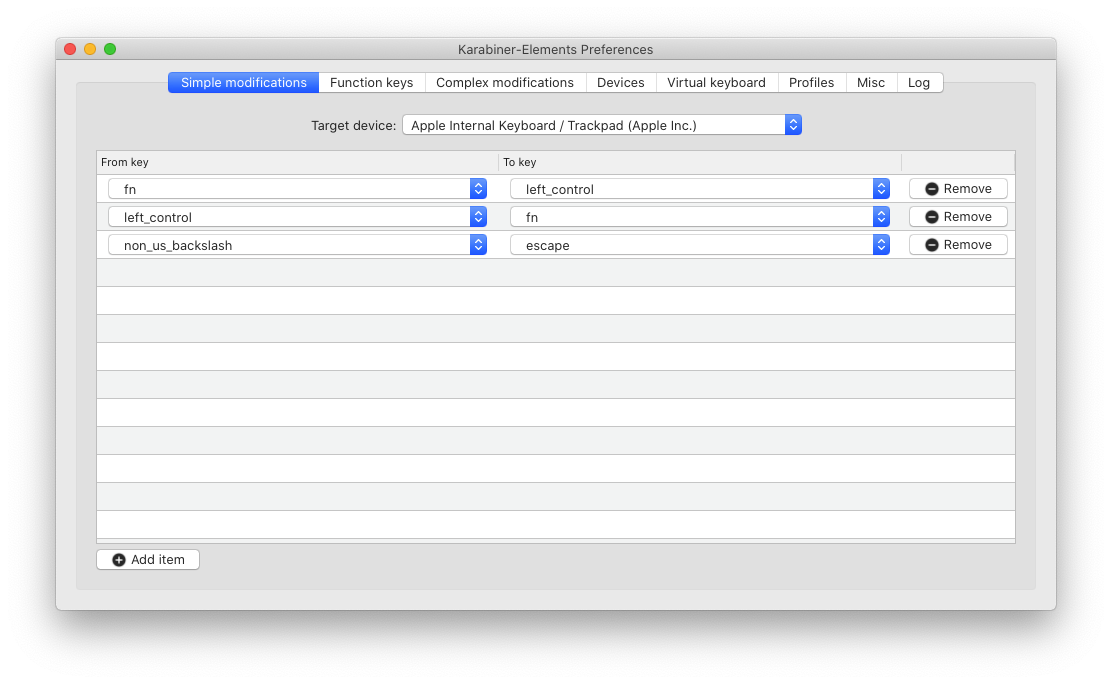 Karabiner-Elements Preferences
Simple modifications Function keys Complex modifications Devices Virtual keyboard Profiles Misc Log
Target device: Apple Internal Keyboard / Trackpad (Apple Inc.)
From key To key
fn left_control Remove
left_control fn Remove
non_us_backslash escape Remove
Add item